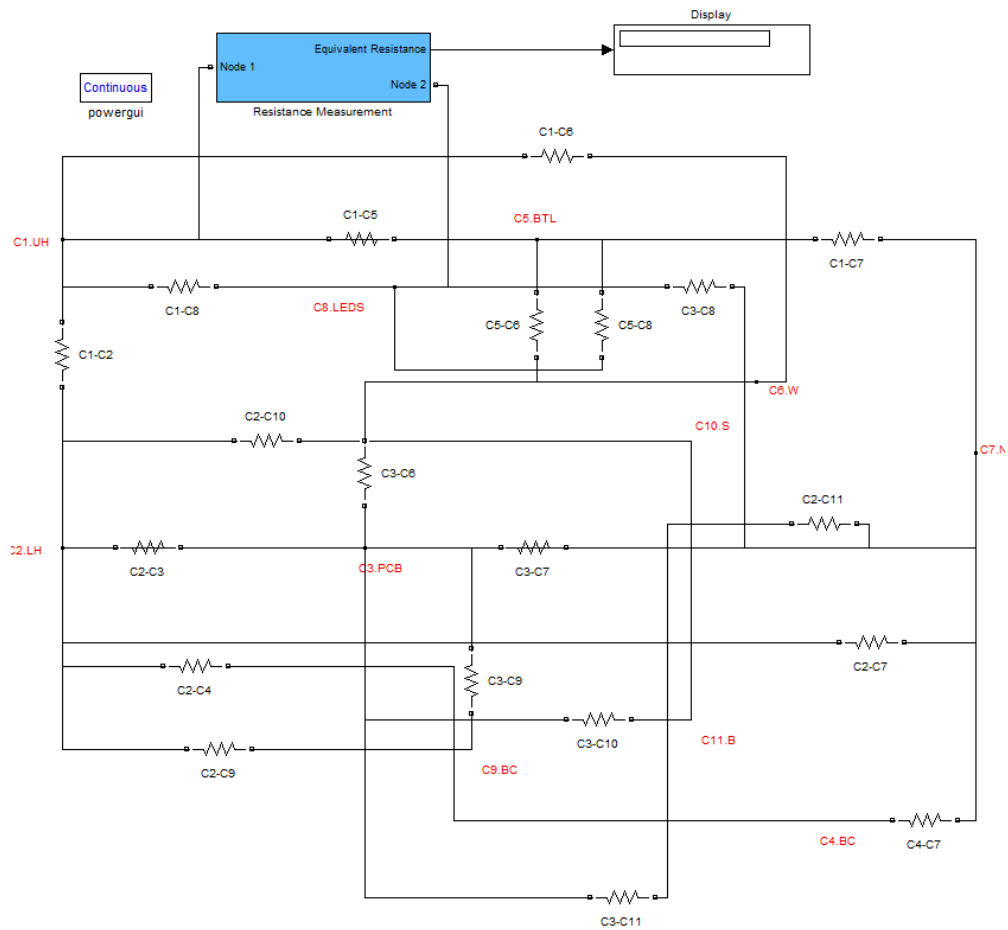 Display
Equivalent Resistance
Node 1
Node 2
Continuous
powergui
Resistance Measurement
C1-C6
C1-C5
C5.BTL
C1.UH
C1-C7
C1-C8
C8.LEDS
C3-C8
C5-C6
C5-C8
C1-C2
C6.W
C2-C10
C10.S
C7.N
C3-C6
C2-C11
C2.LH
C2-C3
C3.PCB
C3-C7
C2-C7
C2-C4
C3-C9
C3-C10
C11.B
C2-C9
C9.BC
C4.BC
C4-C7
C3-C11